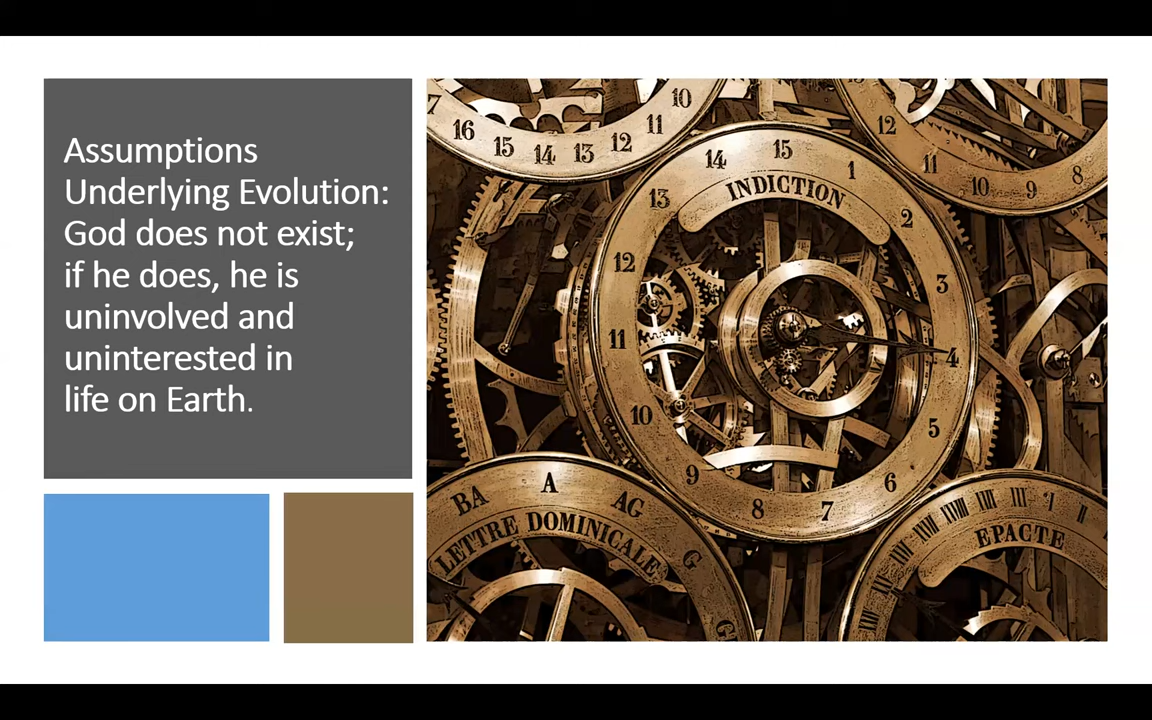 Assumptions
Underlying Evolution:
God does not exist;
if he does, he is
uninvolved and
uninterested in
life on Earth.
7 16 15 14 13 12 11 10
12 11 10 9 8
INDICTION
15 1 2 3 4 5 6 7 8 9 10 11 12 13 14
BA A AG G
LETTRE DOMINICALE
EPACTE